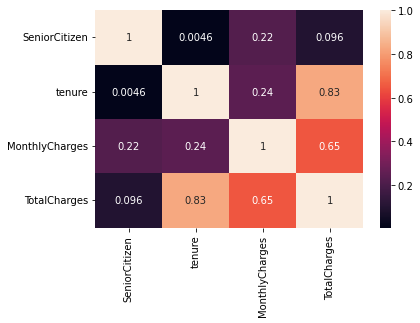 SeniorCitizen 1 0.0046 0.22 0.096
tenure 0.0046 1 0.24 0.83
MonthlyCharges 0.22 0.24 1 0.65
TotalCharges 0.096 0.83 0.65 1
SeniorCitizen
tenure
MonthlyCharges
TotalCharges
1.0
0.8
0.6
0.4
0.2